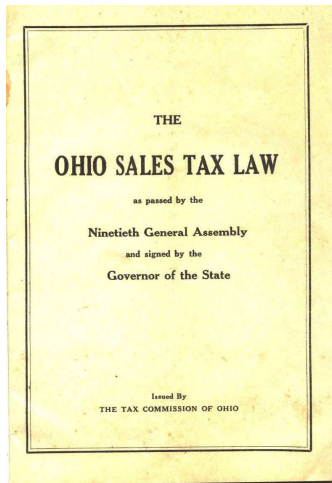 THE
OHIO SALES TAX LAW
as passed by the
Ninetieth General Assembly
and signed by the
Governor of the State
Issued By
THE TAX COMMISSION OF OHIO